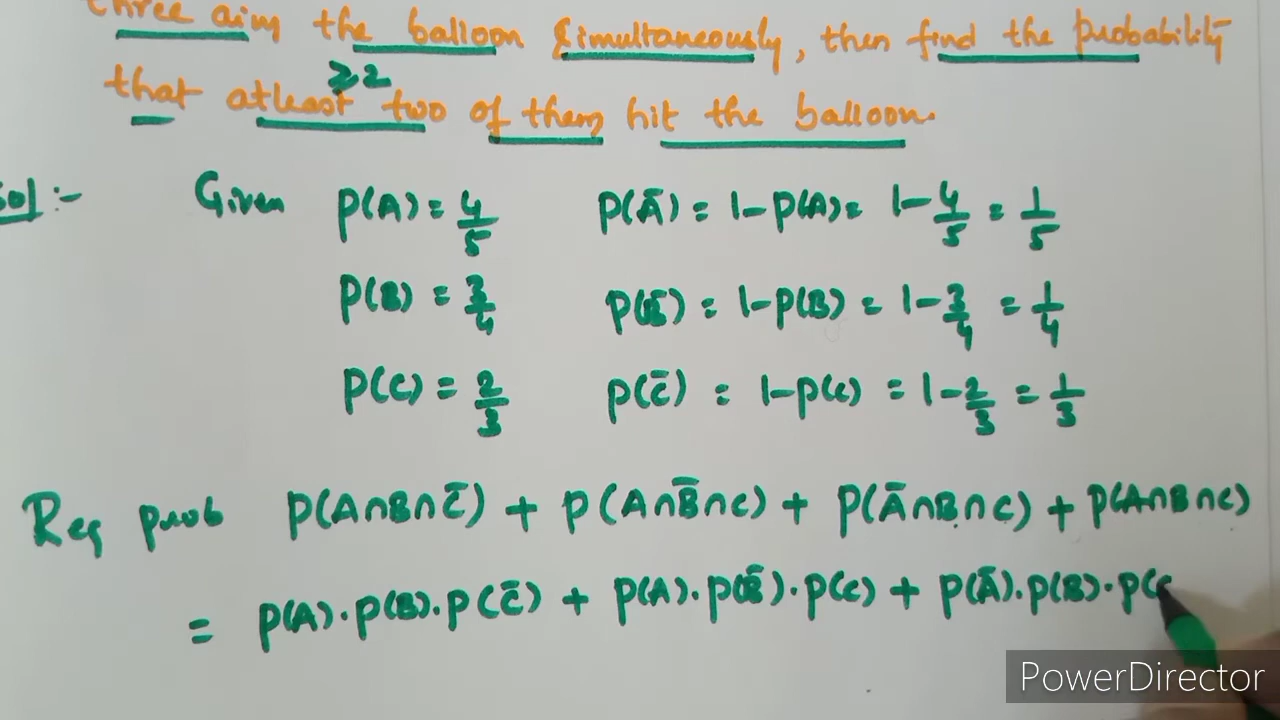 three aim the balloon simultaneously, then find the probability
≥2
that atleast two of them hit the balloon.
Sol:- Given P(A) = 4/5 P(Ā) = 1-P(A) = 1-4/5 = 1/5
P(B) = 3/4 P(B̄) = 1-P(B) = 1-3/4 = 1/4
P(C) = 2/3 P(C̄) = 1-P(C) = 1-2/3 = 1/3
Req prob P(A∩B∩C̄) + P(A∩B̄∩C) + P(Ā∩B∩C) + P(A∩B∩C)
= P(A)·P(B)·P(C̄) + P(A)·P(B̄)·P(C) + P(Ā)·P(B)·P(C
PowerDirector